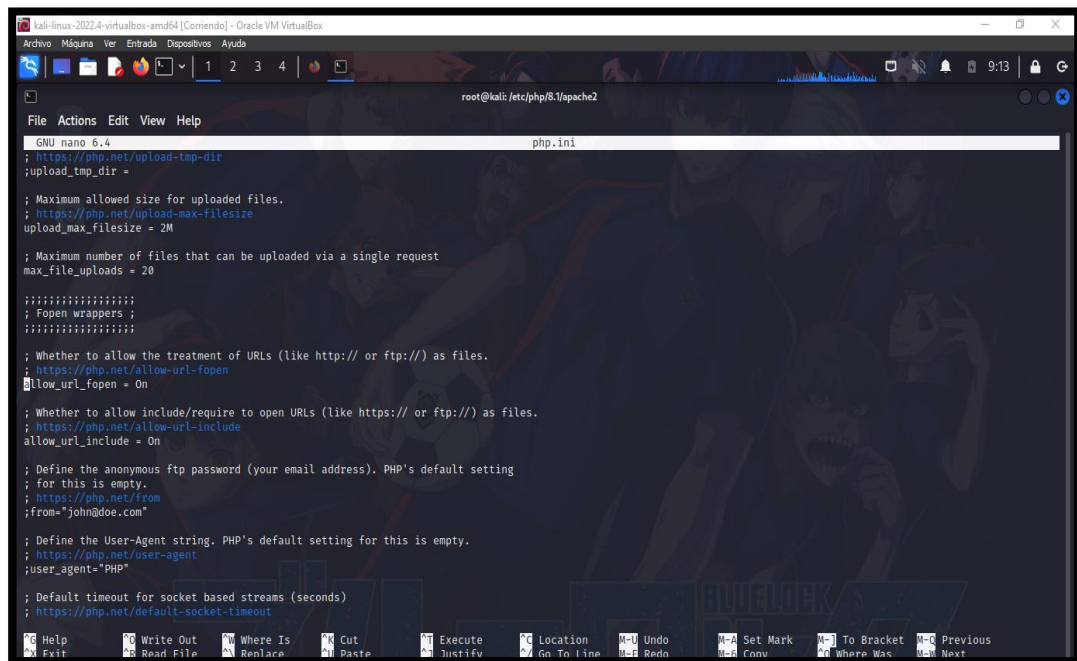 kali-linux-2022.4-virtualbox-amd64 [Corriendo] - Oracle VM VirtualBox
Archivo Máquina Ver Entrada Dispositivos Ayuda
1 2 3 4 9:13
root@kali: /etc/php/8.1/apache2
File Actions Edit View Help
GNU nano 6.4 php.ini
; https://php.net/upload-tmp-dir
;upload_tmp_dir =
; Maximum allowed size for uploaded files.
; https://php.net/upload-max-filesize
upload_max_filesize = 2M
; Maximum number of files that can be uploaded via a single request
max_file_uploads = 20
;;;;;;;;;;;;;;;;;;
; Fopen wrappers ;
;;;;;;;;;;;;;;;;;;
; Whether to allow the treatment of URLs (like http:// or ftp://) as files.
; https://php.net/allow-url-fopen
allow_url_fopen = On
; Whether to allow include/require to open URLs (like https:// or ftp://) as files.
; https://php.net/allow-url-include
allow_url_include = On
; Define the anonymous ftp password (your email address). PHP's default setting
; for this is empty.
; https://php.net/from
;from="john@doe.com"
; Define the User-Agent string. PHP's default setting for this is empty.
; https://php.net/user-agent
;user_agent="PHP"
; Default timeout for socket based streams (seconds)
; https://php.net/default-socket-timeout
BLUELOCK
^G Help ^O Write Out ^W Where Is ^K Cut ^T Execute ^C Location M-U Undo M-A Set Mark M-] To Bracket M-Q Previous
^X Exit ^R Read File ^\ Replace ^U Paste ^J Justify ^/ Go To Line M-E Redo M-6 Copy ^Q Where Was M-W Next